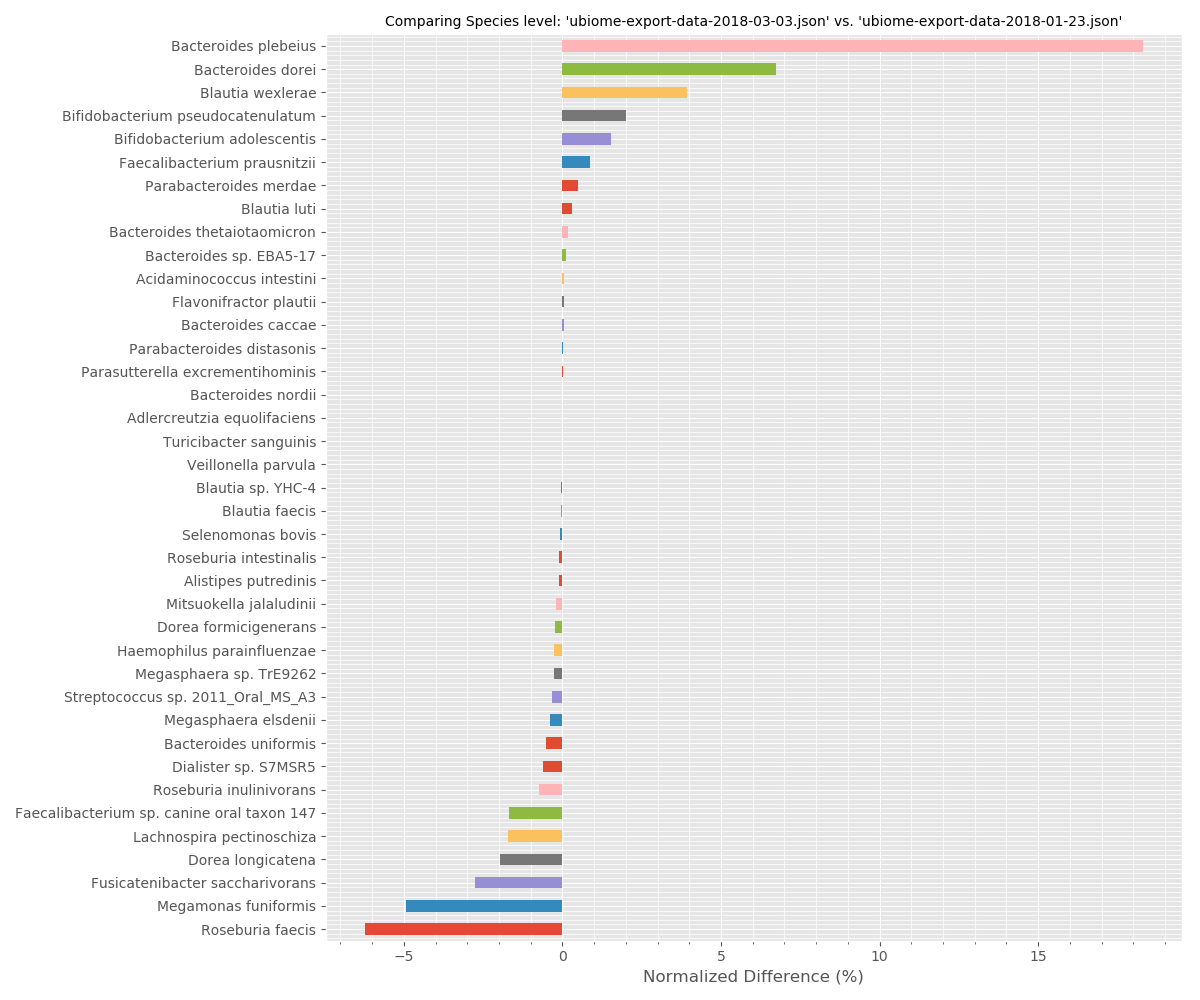 Comparing Species level: 'ubiome-export-data-2018-03-03.json' vs. 'ubiome-export-data-2018-01-23.json'
Bacteroides plebeius
Bacteroides dorei
Blautia wexlerae
Bifidobacterium pseudocatenulatum
Bifidobacterium adolescentis
Faecalibacterium prausnitzii
Parabacteroides merdae
Blautia luti
Bacteroides thetaiotaomicron
Bacteroides sp. EBA5-17
Acidaminococcus intestini
Flavonifractor plautii
Bacteroides caccae
Parabacteroides distasonis
Parasutterella excrementihominis
Bacteroides nordii
Adlercreutzia equolifaciens
Turicibacter sanguinis
Veillonella parvula
Blautia sp. YHC-4
Blautia faecis
Selenomonas bovis
Roseburia intestinalis
Alistipes putredinis
Mitsuokella jalaludinii
Dorea formicigenerans
Haemophilus parainfluenzae
Megasphaera sp. TrE9262
Streptococcus sp. 2011_Oral_MS_A3
Megasphaera elsdenii
Bacteroides uniformis
Dialister sp. S7MSR5
Roseburia inulinivorans
Faecalibacterium sp. canine oral taxon 147
Lachnospira pectinoschiza
Dorea longicatena
Fusicatenibacter saccharivorans
Megamonas funiformis
Roseburia faecis
−5 0 5 10 15
Normalized Difference (%)